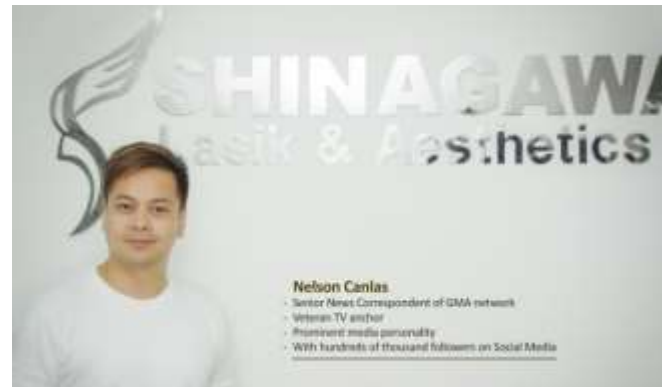 SHINAGAWA
Lasik & Aesthetics
Nelson Canlas
- Senior News Correspondent of GMA network
- Veteran TV anchor
- Prominent media personality
- With hundreds of thousand followers on Social Media